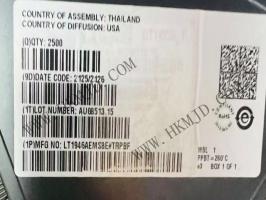 COUNTRY OF ASSEMBLY: THAILAND
COUNTRY OF DIFFUSION: USA
(Q)QTY: 2500
(9D)DATE CODE: 2125/2126
(1T)LOT NUMBER: AU68513.15
(1P)MFG NO: LT1946AEMS8E#TRPBF
MSL 1
PPBT=260°C
e3 BOX 1 OF 1
WWW.HKMJD.COM